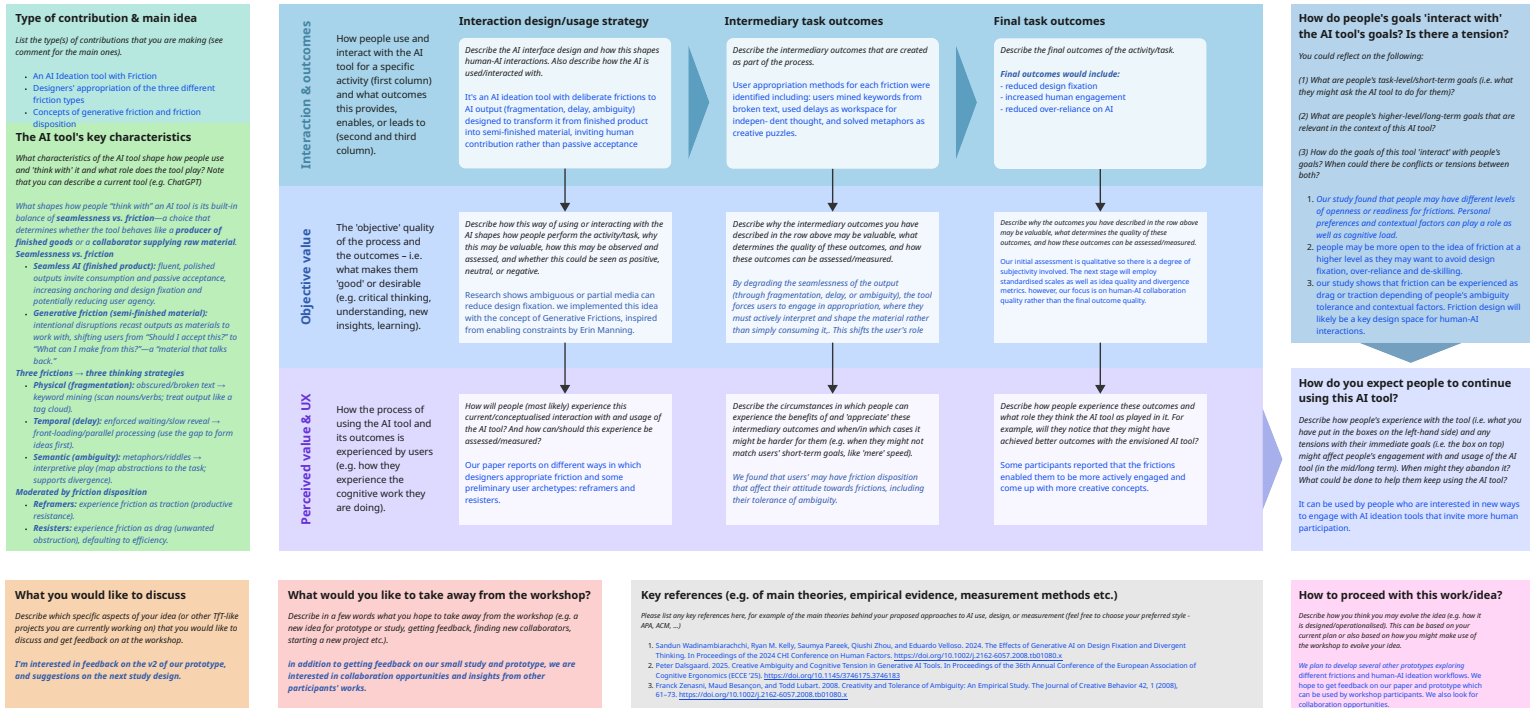 Type of contribution & main idea
List the type(s) of contributions that you are making (see
comment for the main ones).
• An AI Ideation tool with Friction
• Designers' appropriation of the three different
friction types
• Concepts of generative friction and friction
disposition
The AI tool's key characteristics
What characteristics of the AI tool shape how people use
and 'think with' it and what role does the tool play? Note
that you can describe a current tool (e.g. ChatGPT)
What shapes how people “think with” an AI tool is its built-in
balance of seamlessness vs. friction—a choice that
determines whether the tool behaves like a producer of
finished goods or a collaborator supplying raw material.
Seamlessness vs. friction
• Seamless AI (finished product): fluent, polished
outputs invite consumption and passive acceptance,
increasing anchoring and design fixation and
potentially reducing user agency.
• Generative friction (semi-finished material):
intentional disruptions recast outputs as materials to
work with, shifting users from “Should I accept this?” to
“What can I make from this?”—a “material that talks
back.”
Three frictions → three thinking strategies
• Physical (fragmentation): obscured/broken text →
keyword mining (scan nouns/verbs; treat output like a
tag cloud).
• Temporal (delay): enforced waiting/slow reveal →
front-loading/parallel processing (use the gap to form
ideas first).
• Semantic (ambiguity): metaphors/riddles →
interpretive play (map abstractions to the task;
supports divergence).
Moderated by friction disposition
• Reframers: experience friction as traction (productive
resistance).
• Resisters: experience friction as drag (unwanted
obstruction), defaulting to efficiency.
Interaction & outcomes
How people use and
interact with the AI
tool for a specific
activity (first column)
and what outcomes
this provides,
enables, or leads to
(second and third
column).
Interaction design/usage strategy
Describe the AI interface design and how this shapes
human-AI interactions. Also describe how the AI is
used/interacted with.
It's an AI ideation tool with deliberate frictions to
AI output (fragmentation, delay, ambiguity)
designed to transform it from finished product
into semi-finished material, inviting human
contribution rather than passive acceptance
Intermediary task outcomes
Describe the intermediary outcomes that are created
as part of the process.
User appropriation methods for each friction were
identified including: users mined keywords from
broken text, used delays as workspace for
indepen- dent thought, and solved metaphors as
creative puzzles.
Final task outcomes
Describe the final outcomes of the activity/task.
Final outcomes would include:
- reduced design fixation
- increased human engagement
- reduced over-reliance on AI
Objective value
The 'objective' quality
of the process and
the outcomes – i.e.
what makes them
'good' or desirable
(e.g. critical thinking,
understanding, new
insights, learning).
Describe how this way of using or interacting with the
AI shapes how people perform the activity/task, why
this may be valuable, how this may be observed and
assessed, and whether this could be seen as positive,
neutral, or negative.
Research shows ambiguous or partial media can
reduce design fixation. we implemented this idea
with the concept of Generative Frictions, inspired
from enabling constraints by Erin Manning.
Describe why the intermediary outcomes you have
described in the row above may be valuable, what
determines the quality of these outcomes, and how
these outcomes can be assessed/measured.
By degrading the seamlessness of the output
(through fragmentation, delay, or ambiguity), the tool
forces users to engage in appropriation, where they
must actively interpret and shape the material rather
than simply consuming it,. This shifts the user's role
Describe why the outcomes you have described in the row above
may be valuable, what determines the quality of these
outcomes, and how these outcomes can be assessed/measured.
Our initial assessment is qualitative so there is a degree of
subjectivity involved. The next stage will employ
standardised scales as well as idea quality and divergence
metrics. however, our focus is on human-AI collaboration
quality rather than the final outcome quality.
Perceived value & UX
How the process of
using the AI tool and
its outcomes is
experienced by users
(e.g. how they
experience the
cognitive work they
are doing).
How will people (most likely) experience this
current/conceptualised interaction with and usage of
the AI tool? And how can/should this experience be
assessed/measured?
Our paper reports on different ways in which
designers appropriate friction and some
preliminary user archetypes: reframers and
resisters.
Describe the circumstances in which people can
experience the benefits of and 'appreciate' these
intermediary outcomes and when/in which cases it
might be harder for them (e.g. when they might not
match users' short-term goals, like 'mere' speed).
We found that users' may have friction disposition
that affect their attitude towards frictions, including
their tolerance of ambiguity.
Describe how people experience these outcomes and
what role they think the AI tool as played in it. For
example, will they notice that they might have
achieved better outcomes with the envisioned AI tool?
Some participants reported that the frictions
enabled them to be more actively engaged and
come up with more creative concepts.
How do people's goals 'interact with'
the AI tool's goals? Is there a tension?
You could reflect on the following:
(1) What are people's task-level/short-term goals (i.e. what
they might ask the AI tool to do for them)?
(2) What are people's higher-level/long-term goals that are
relevant in the context of this AI tool?
(3) How do the goals of this tool 'interact' with people's
goals? When could there be conflicts or tensions between
both?
1. Our study found that people may have different levels
of openness or readiness for frictions. Personal
preferences and contextual factors can play a role as
well as cognitive load.
2. people may be more open to the idea of friction at a
higher level as they may want to avoid design
fixation, over-reliance and de-skilling.
3. our study shows that friction can be experienced as
drag or traction depending of people's ambiguity
tolerance and contextual factors. Friction design will
likely be a key design space for human-AI
interactions.
How do you expect people to continue
using this AI tool?
Describe how people's experience with the tool (i.e. what you
have put in the boxes on the left-hand side) and any
tensions with their immediate goals (i.e. the box on top)
might affect people's engagement with and usage of the AI
tool (in the mid/long term). When might they abandon it?
What could be done to help them keep using the AI tool?
It can be used by people who are interested in new ways
to engage with AI ideation tools that invite more human
participation.
What you would like to discuss
Describe which specific aspects of your idea (or other TfT-like
projects you are currently working on) that you would like to
discuss and get feedback on at the workshop.
I'm interested in feedback on the v2 of our prototype,
and suggestions on the next study design.
What would you like to take away from the workshop?
Describe in a few words what you hope to take away from the workshop (e.g. a
new idea for prototype or study, getting feedback, finding new collaborators,
starting a new project etc.).
in addition to getting feedback on our small study and prototype, we are
interested in collaboration opportunities and insights from other
participants' works.
Key references (e.g. of main theories, empirical evidence, measurement methods etc.)
Please list any key references here, for example of the main theories behind your proposed approaches to AI use, design, or measurement (feel free to choose your preferred style -
APA, ACM, ...)
1. Sandun Wadinambiarachchi, Ryan M. Kelly, Saumya Pareek, Qiushi Zhou, and Eduardo Velloso. 2024. The Effects of Generative AI on Design Fixation and Divergent
Thinking. In Proceedings of the 2024 CHI Conference on Human Factors. https://doi.org/10.1002/j.2162-6057.2008.tb01080.x
2. Peter Dalsgaard. 2025. Creative Ambiguity and Cognitive Tension in Generative AI Tools. In Proceedings of the 36th Annual Conference of the European Association of
Cognitive Ergonomics (ECCE '25). https://doi.org/10.1145/3746175.3746183
3. Franck Zenasni, Maud Besançon, and Todd Lubart. 2008. Creativity and Tolerance of Ambiguity: An Empirical Study. The Journal of Creative Behavior 42, 1 (2008),
61–73. https://doi.org/10.1002/j.2162-6057.2008.tb01080.x
How to proceed with this work/idea?
Describe how you think you may evolve the idea (e.g. how it
is designed/operationalised). This can be based on your
current plan or also based on how you might make use of
the workshop to evolve your idea.
We plan to develop several other prototypes exploring
different frictions and human-AI ideation workflows. We
hope to get feedback on our paper and prototype which
can be used by workshop participants. We also look for
collaboration opportunities.